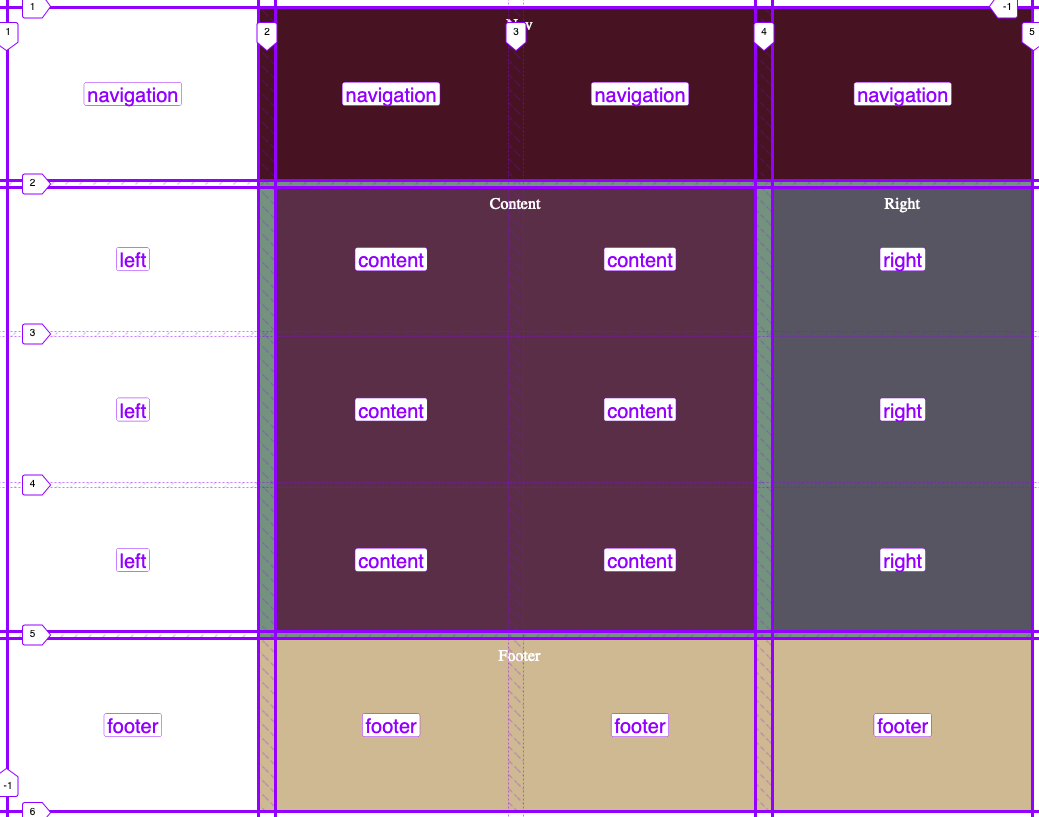 1 -1
1 2 Nav 3 4 5
navigation navigation navigation navigation
2
Content Right
left content content right
3
left content content right
4
left content content right
5
Footer
footer footer footer footer
-1
6